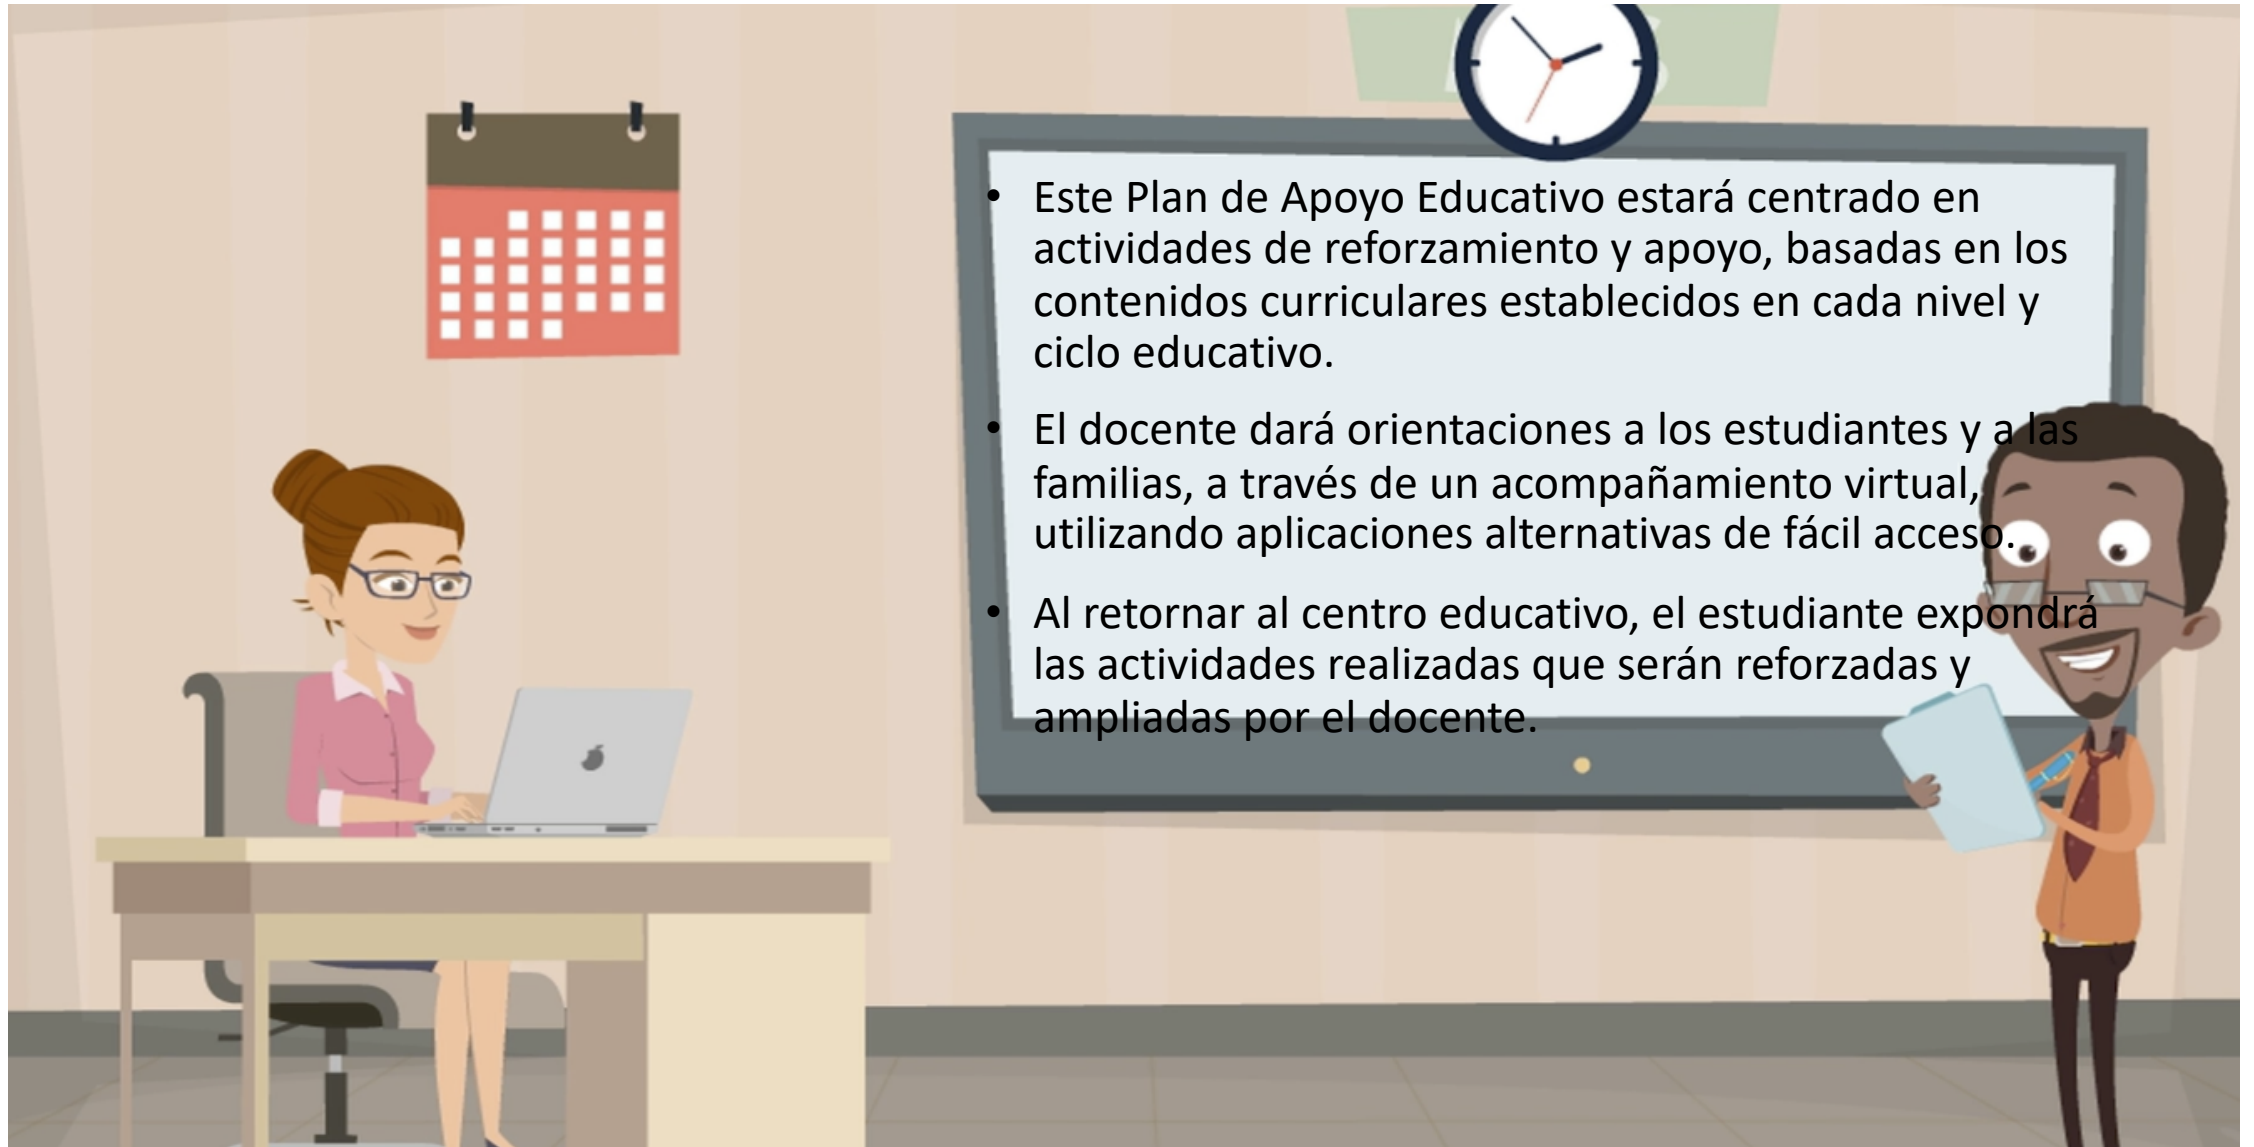 • Este Plan de Apoyo Educativo estará centrado en
actividades de reforzamiento y apoyo, basadas en los
contenidos curriculares establecidos en cada nivel y
ciclo educativo.
• El docente dará orientaciones a los estudiantes y a las
familias, a través de un acompañamiento virtual,
utilizando aplicaciones alternativas de fácil acceso.
• Al retornar al centro educativo, el estudiante expondrá
las actividades realizadas que serán reforzadas y
ampliadas por el docente.